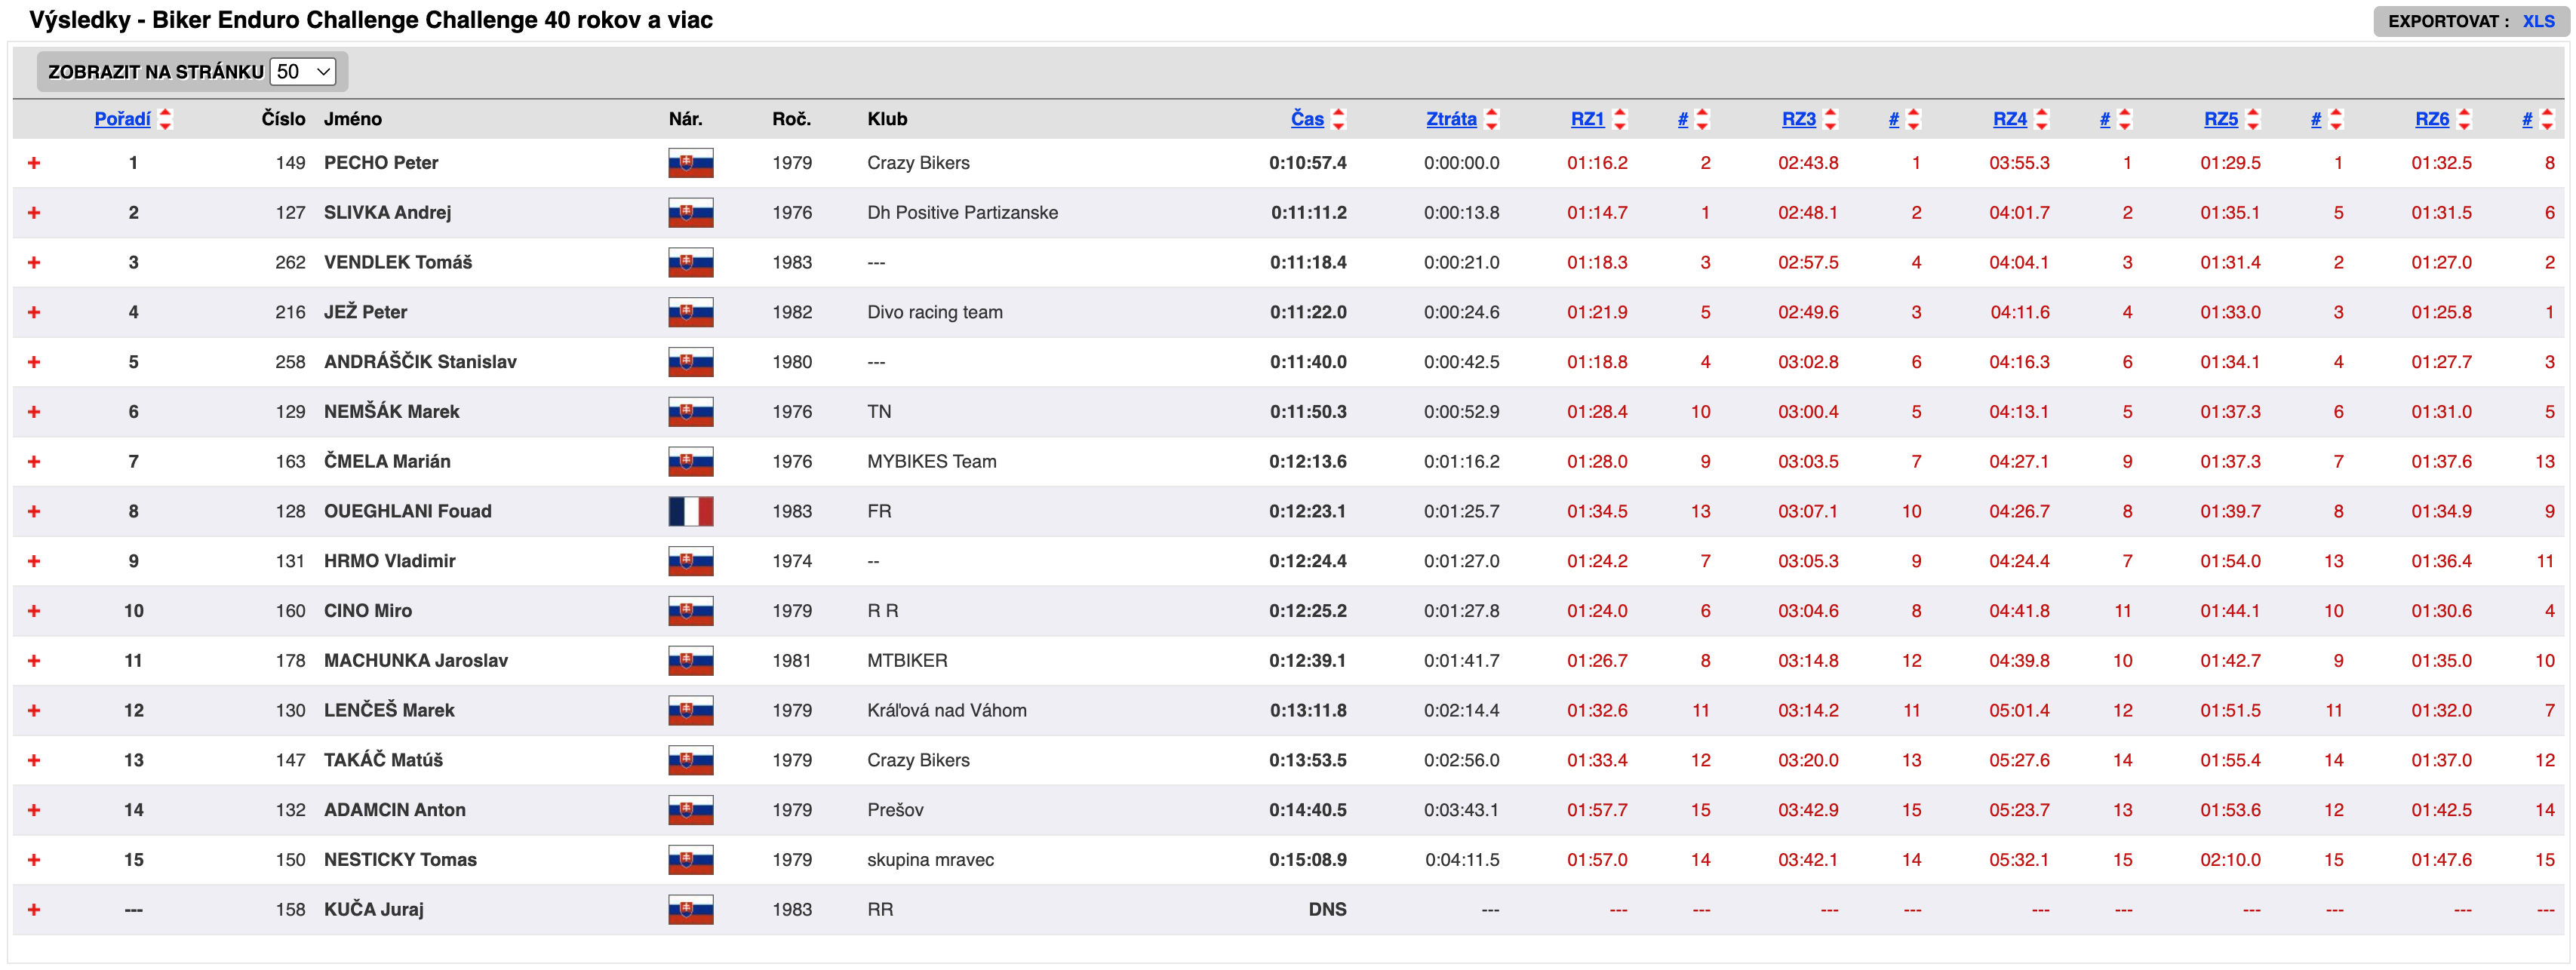 Výsledky - Biker Enduro Challenge Challenge 40 rokov a viac
EXPORTOVAT : XLS
ZOBRAZIT NA STRÁNKU 50
Pořadí Číslo Jméno Nár. Roč. Klub Čas Ztráta RZ1 # RZ3 # RZ4 # RZ5 # RZ6 #
+ 1 149 PECHO Peter 1979 Crazy Bikers 0:10:57.4 0:00:00.0 01:16.2 2 02:43.8 1 03:55.3 1 01:29.5 1 01:32.5 8
+ 2 127 SLIVKA Andrej 1976 Dh Positive Partizanske 0:11:11.2 0:00:13.8 01:14.7 1 02:48.1 2 04:01.7 2 01:35.1 5 01:31.5 6
+ 3 262 VENDLEK Tomáš 1983 --- 0:11:18.4 0:00:21.0 01:18.3 3 02:57.5 4 04:04.1 3 01:31.4 2 01:27.0 2
+ 4 216 JEŽ Peter 1982 Divo racing team 0:11:22.0 0:00:24.6 01:21.9 5 02:49.6 3 04:11.6 4 01:33.0 3 01:25.8 1
+ 5 258 ANDRÁŠČIK Stanislav 1980 --- 0:11:40.0 0:00:42.5 01:18.8 4 03:02.8 6 04:16.3 6 01:34.1 4 01:27.7 3
+ 6 129 NEMŠÁK Marek 1976 TN 0:11:50.3 0:00:52.9 01:28.4 10 03:00.4 5 04:13.1 5 01:37.3 6 01:31.0 5
+ 7 163 ČMELA Marián 1976 MYBIKES Team 0:12:13.6 0:01:16.2 01:28.0 9 03:03.5 7 04:27.1 9 01:37.3 7 01:37.6 13
+ 8 128 OUEGHLANI Fouad 1983 FR 0:12:23.1 0:01:25.7 01:34.5 13 03:07.1 10 04:26.7 8 01:39.7 8 01:34.9 9
+ 9 131 HRMO Vladimir 1974 -- 0:12:24.4 0:01:27.0 01:24.2 7 03:05.3 9 04:24.4 7 01:54.0 13 01:36.4 11
+ 10 160 CINO Miro 1979 R R 0:12:25.2 0:01:27.8 01:24.0 6 03:04.6 8 04:41.8 11 01:44.1 10 01:30.6 4
+ 11 178 MACHUNKA Jaroslav 1981 MTBIKER 0:12:39.1 0:01:41.7 01:26.7 8 03:14.8 12 04:39.8 10 01:42.7 9 01:35.0 10
+ 12 130 LENČEŠ Marek 1979 Kráľová nad Váhom 0:13:11.8 0:02:14.4 01:32.6 11 03:14.2 11 05:01.4 12 01:51.5 11 01:32.0 7
+ 13 147 TAKÁČ Matúš 1979 Crazy Bikers 0:13:53.5 0:02:56.0 01:33.4 12 03:20.0 13 05:27.6 14 01:55.4 14 01:37.0 12
+ 14 132 ADAMCIN Anton 1979 Prešov 0:14:40.5 0:03:43.1 01:57.7 15 03:42.9 15 05:23.7 13 01:53.6 12 01:42.5 14
+ 15 150 NESTICKY Tomas 1979 skupina mravec 0:15:08.9 0:04:11.5 01:57.0 14 03:42.1 14 05:32.1 15 02:10.0 15 01:47.6 15
+ --- 158 KUČA Juraj 1983 RR DNS --- --- --- --- --- --- --- --- --- --- ---